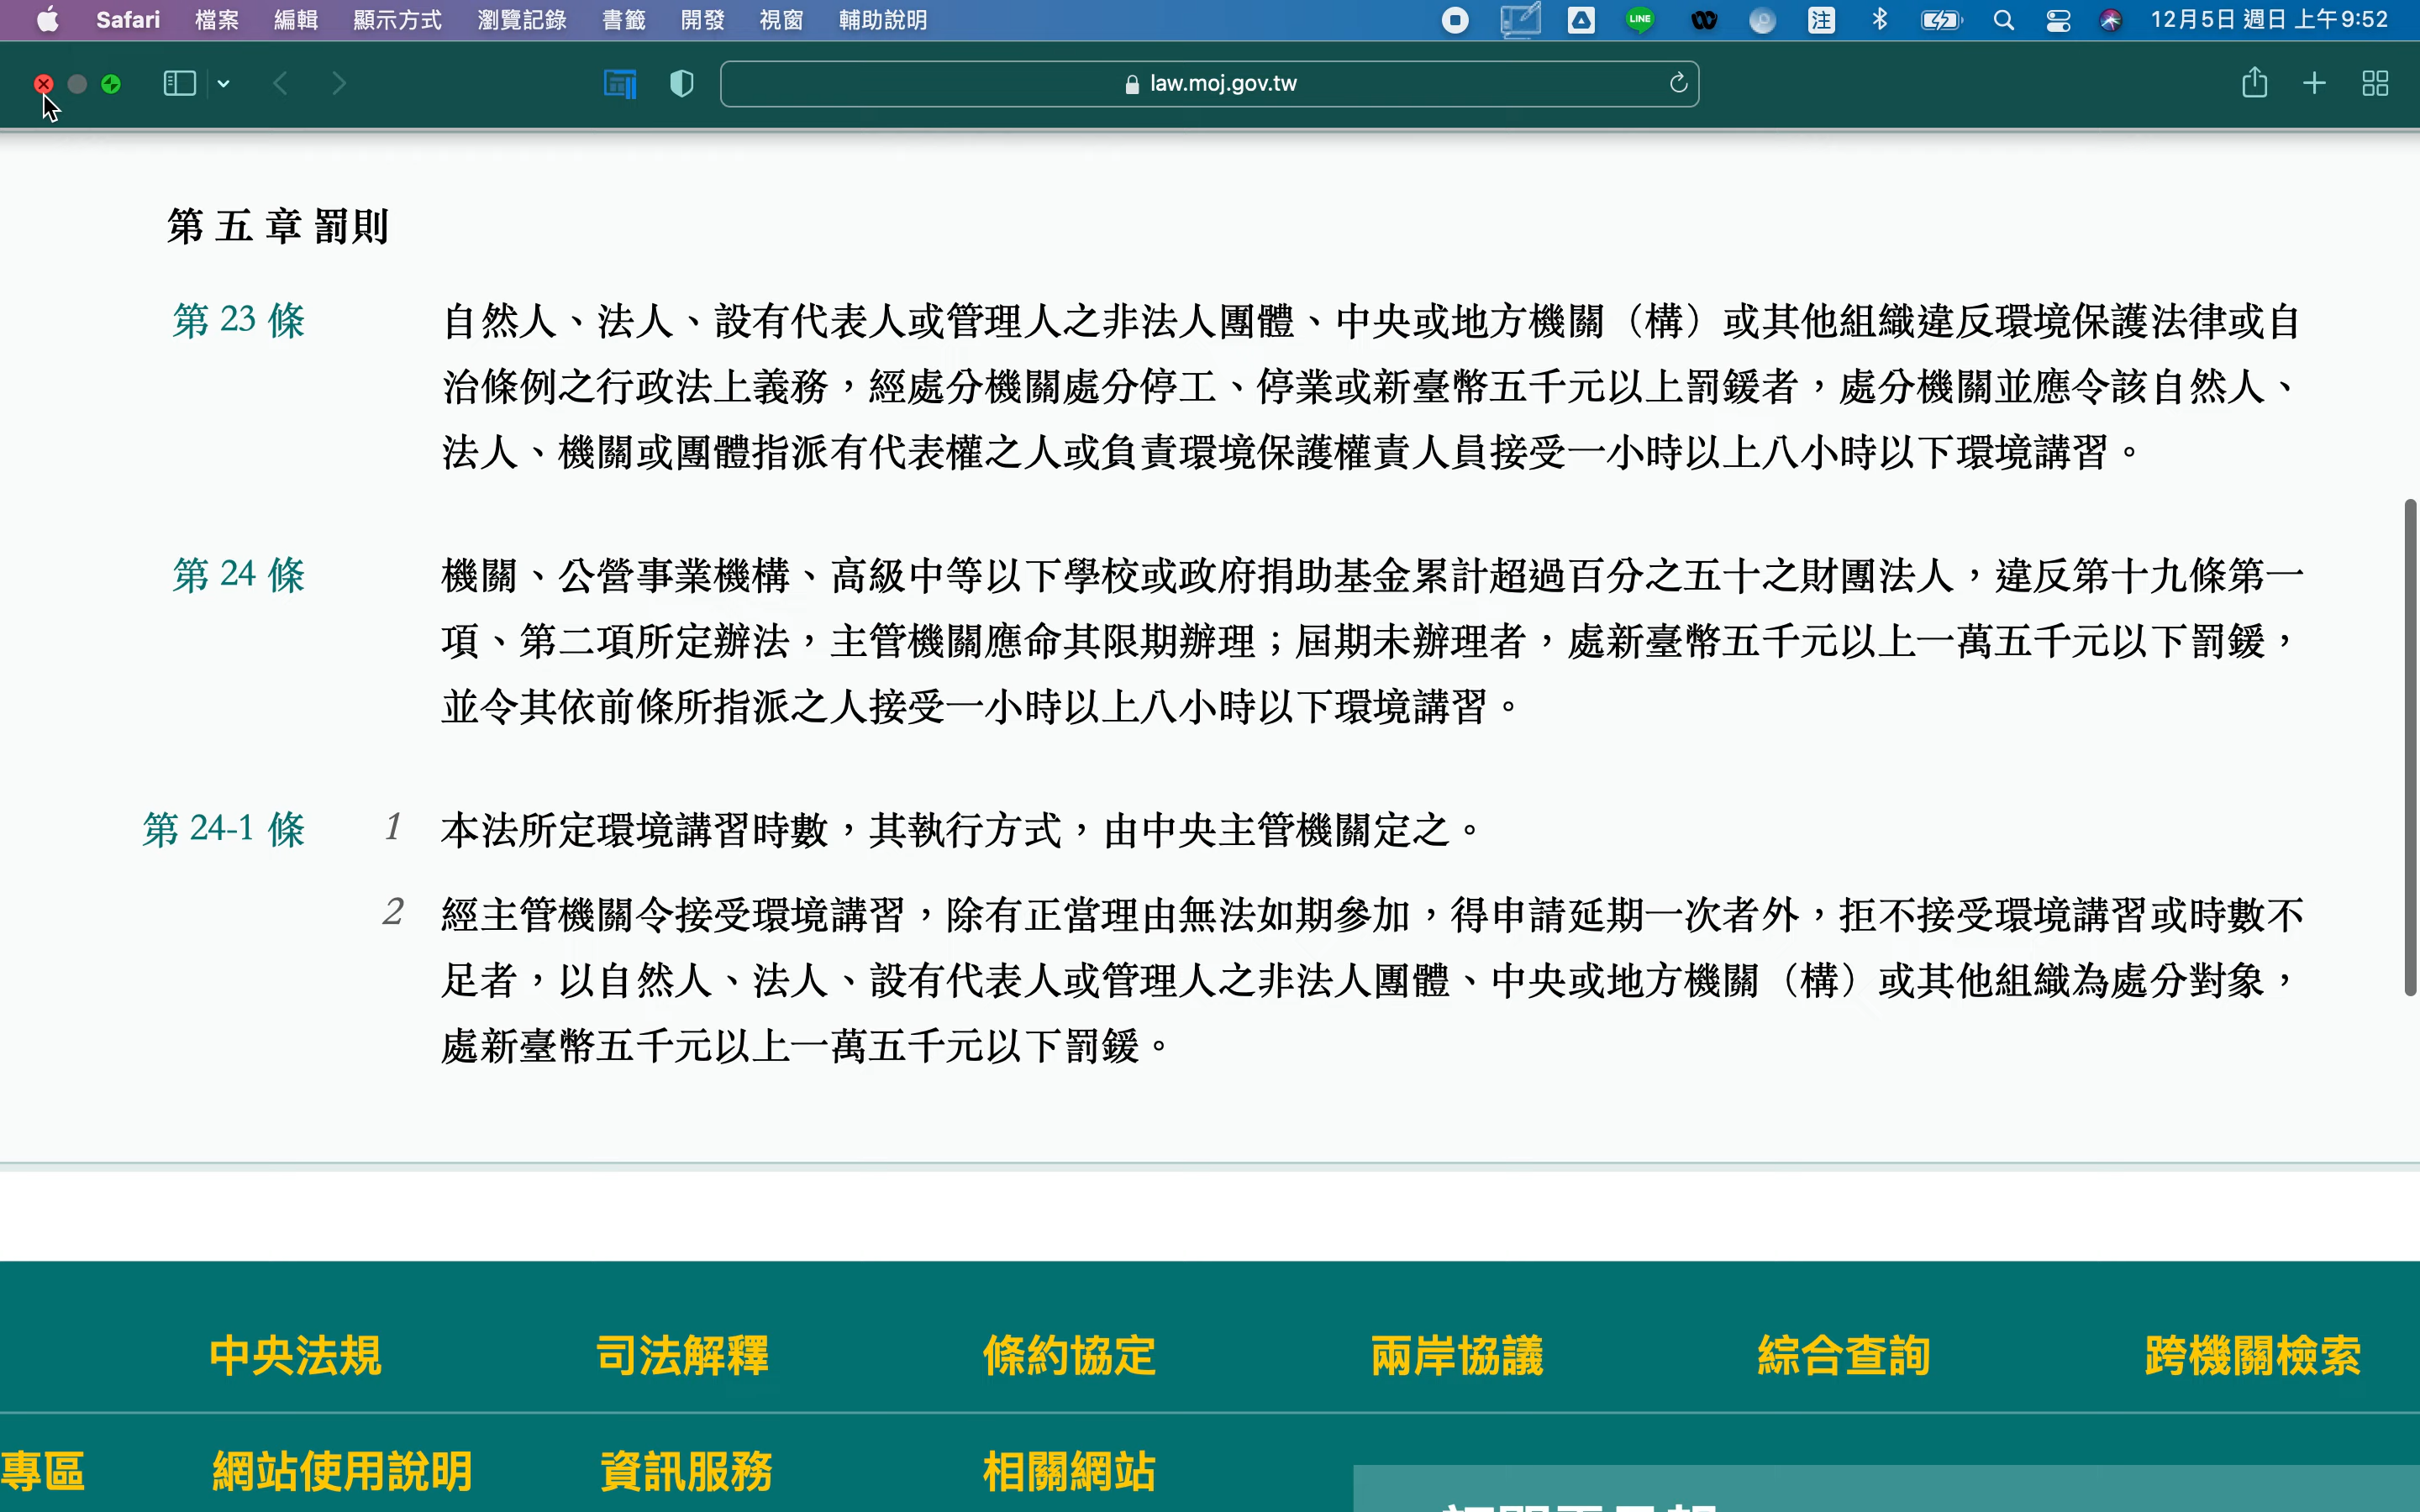 Safari 檔案 編輯 顯示方式 瀏覽記錄 書籤 開發 視窗 輔助說明 LINE 注 12月5日 週日 上午9:52
law.moj.gov.tw
第 五 章 罰則
第 23 條 自然人、法人、設有代表人或管理人之非法人團體、中央或地方機關（構）或其他組織違反環境保護法律或自
治條例之行政法上義務，經處分機關處分停工、停業或新臺幣五千元以上罰鍰者，處分機關並應令該自然人、
法人、機關或團體指派有代表權之人或負責環境保護權責人員接受一小時以上八小時以下環境講習。
第 24 條 機關、公營事業機構、高級中等以下學校或政府捐助基金累計超過百分之五十之財團法人，違反第十九條第一
項、第二項所定辦法，主管機關應命其限期辦理；屆期未辦理者，處新臺幣五千元以上一萬五千元以下罰鍰，
並令其依前條所指派之人接受一小時以上八小時以下環境講習。
第 24-1 條 1 本法所定環境講習時數，其執行方式，由中央主管機關定之。
2 經主管機關令接受環境講習，除有正當理由無法如期參加，得申請延期一次者外，拒不接受環境講習或時數不
足者，以自然人、法人、設有代表人或管理人之非法人團體、中央或地方機關（構）或其他組織為處分對象，
處新臺幣五千元以上一萬五千元以下罰鍰。
中央法規 司法解釋 條約協定 兩岸協議 綜合查詢 跨機關檢索
專區 網站使用說明 資訊服務 相關網站